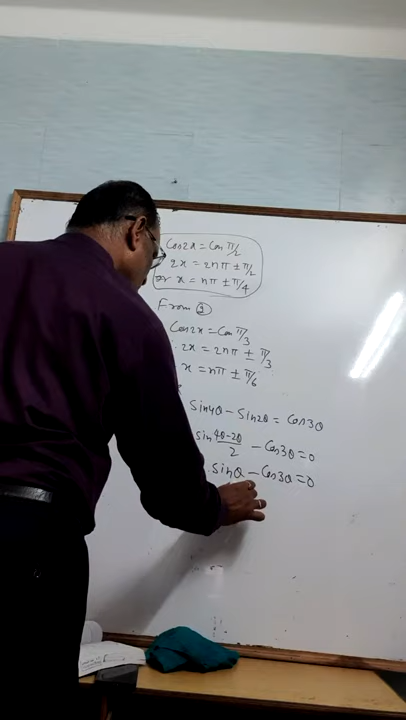 Cos2x = Cos π/2
2x = 2nπ ± π/2
or x = nπ ± π/4
From ②
Cos2x = Cos π/3
2x = 2nπ ± π/3
x = nπ ± π/6
Sin4θ - Sin2θ = Cos3θ
Sin (4θ-2θ)/2 - Cos3θ = 0
Sinθ - Cos3θ = 0